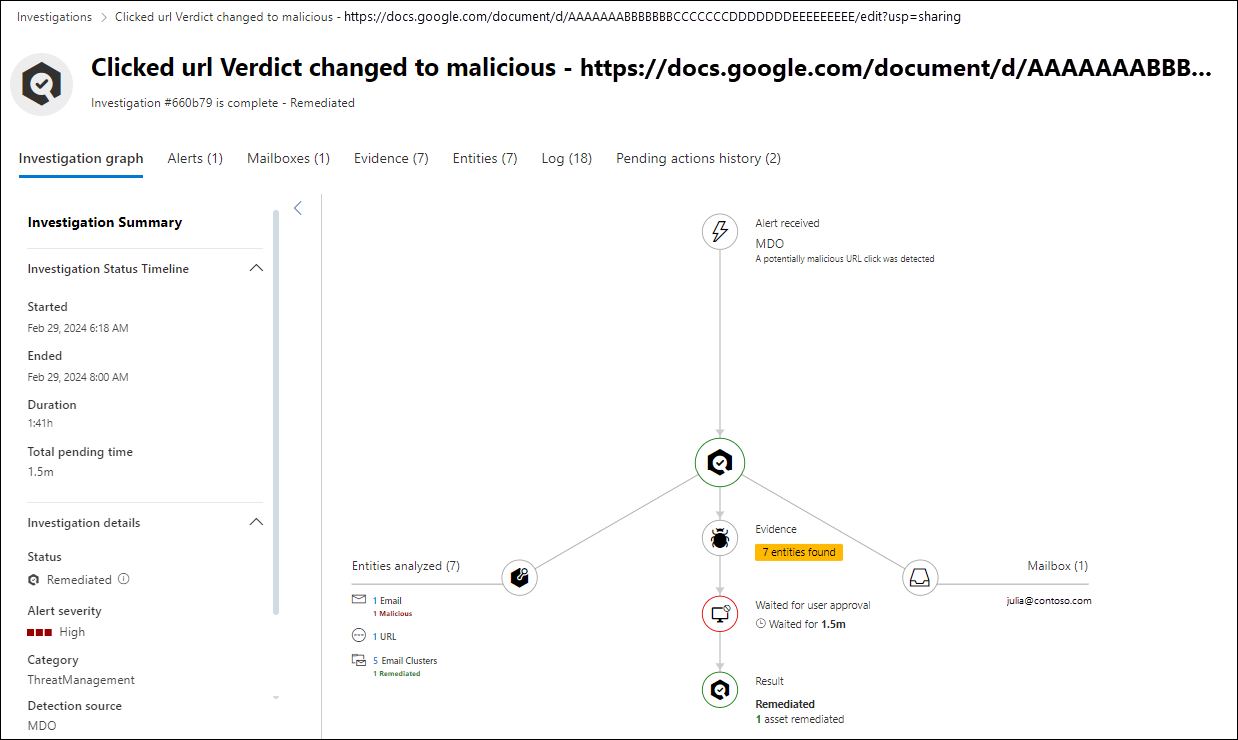 Investigations > Clicked url Verdict changed to malicious - https://docs.google.com/document/d/AAAAAAABBBBBBBCCCCCCCDDDDDDDEEEEEEEEE/edit?usp=sharing
Clicked url Verdict changed to malicious - https://docs.google.com/document/d/AAAAAAABBB...
Investigation #660b79 is complete - Remediated
Investigation graph Alerts (1) Mailboxes (1) Evidence (7) Entities (7) Log (18) Pending actions history (2)
Investigation Summary
Investigation Status Timeline
Started
Feb 29, 2024 6:18 AM
Ended
Feb 29, 2024 8:00 AM
Duration
1:41h
Total pending time
1.5m
Investigation details
Status
Remediated
Alert severity
High
Category
ThreatManagement
Detection source
MDO
Alert received
MDO
A potentially malicious URL click was detected
Evidence
7 entities found
Entities analyzed (7)
1 Email
1 Malicious
1 URL
5 Email Clusters
1 Remediated
Mailbox (1)
julia@contoso.com
Waited for user approval
Waited for 1.5m
Result
Remediated
1 asset remediated